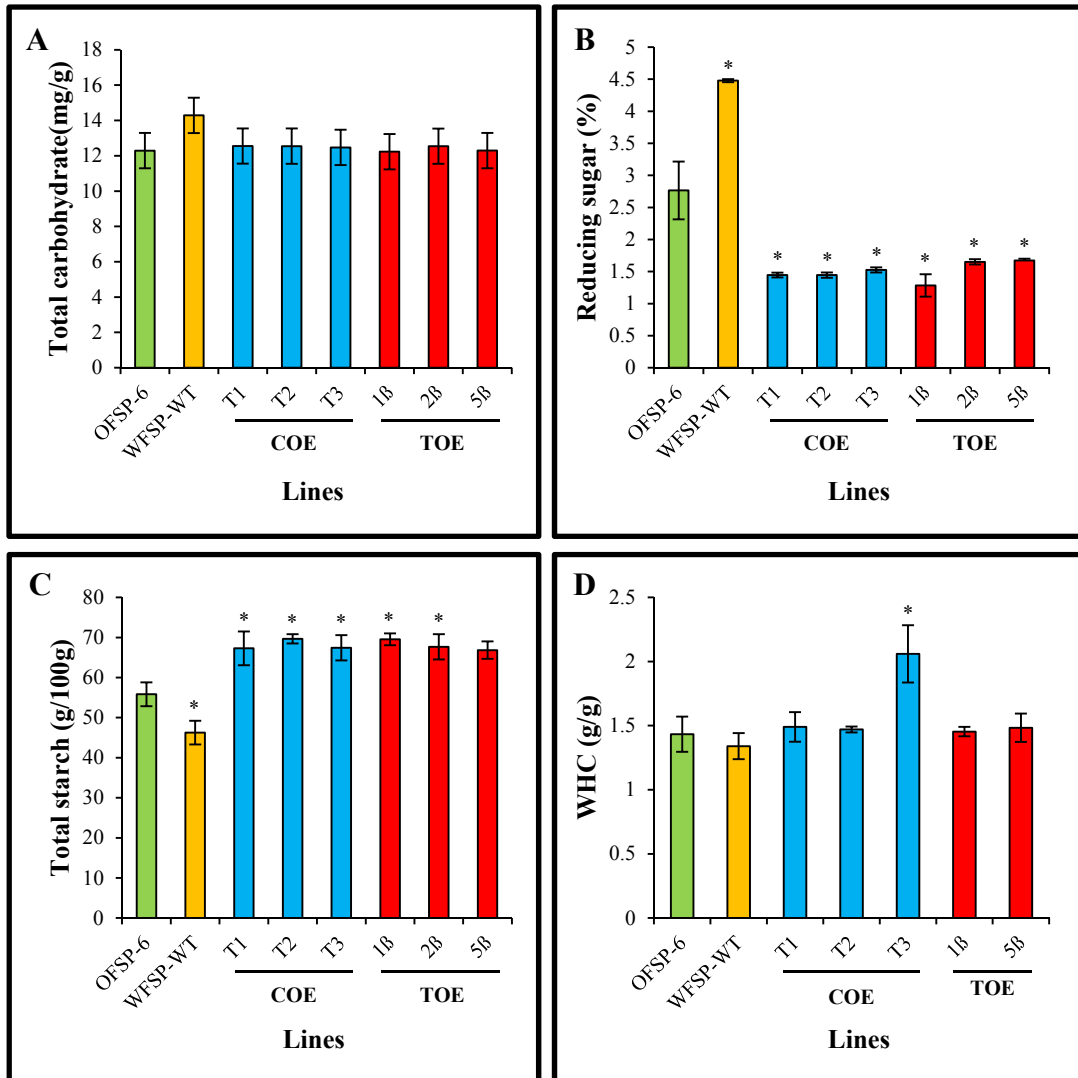 A
Total carbohydrate(mg/g)
18
16
14
12
10
8
6
4
2
0
OFSP-6
WFSP-WT
T1
T2
T3
1ß
2ß
5ß
COE
TOE
Lines
B
Reducing sugar (%)
5
4.5
4
3.5
3
2.5
2
1.5
1
0.5
0
*
*
*
*
*
*
*
OFSP-6
WFSP-WT
T1
T2
T3
1ß
2ß
5ß
COE
TOE
Lines
C
Total starch (g/100g)
80
70
60
50
40
30
20
10
0
*
*
*
*
*
*
OFSP-6
WFSP-WT
T1
T2
T3
1ß
2ß
5ß
COE
TOE
Lines
D
WHC (g/g)
2.5
2
1.5
1
0.5
0
*
OFSP-6
WFSP-WT
T1
T2
T3
1ß
5ß
COE
TOE
Lines